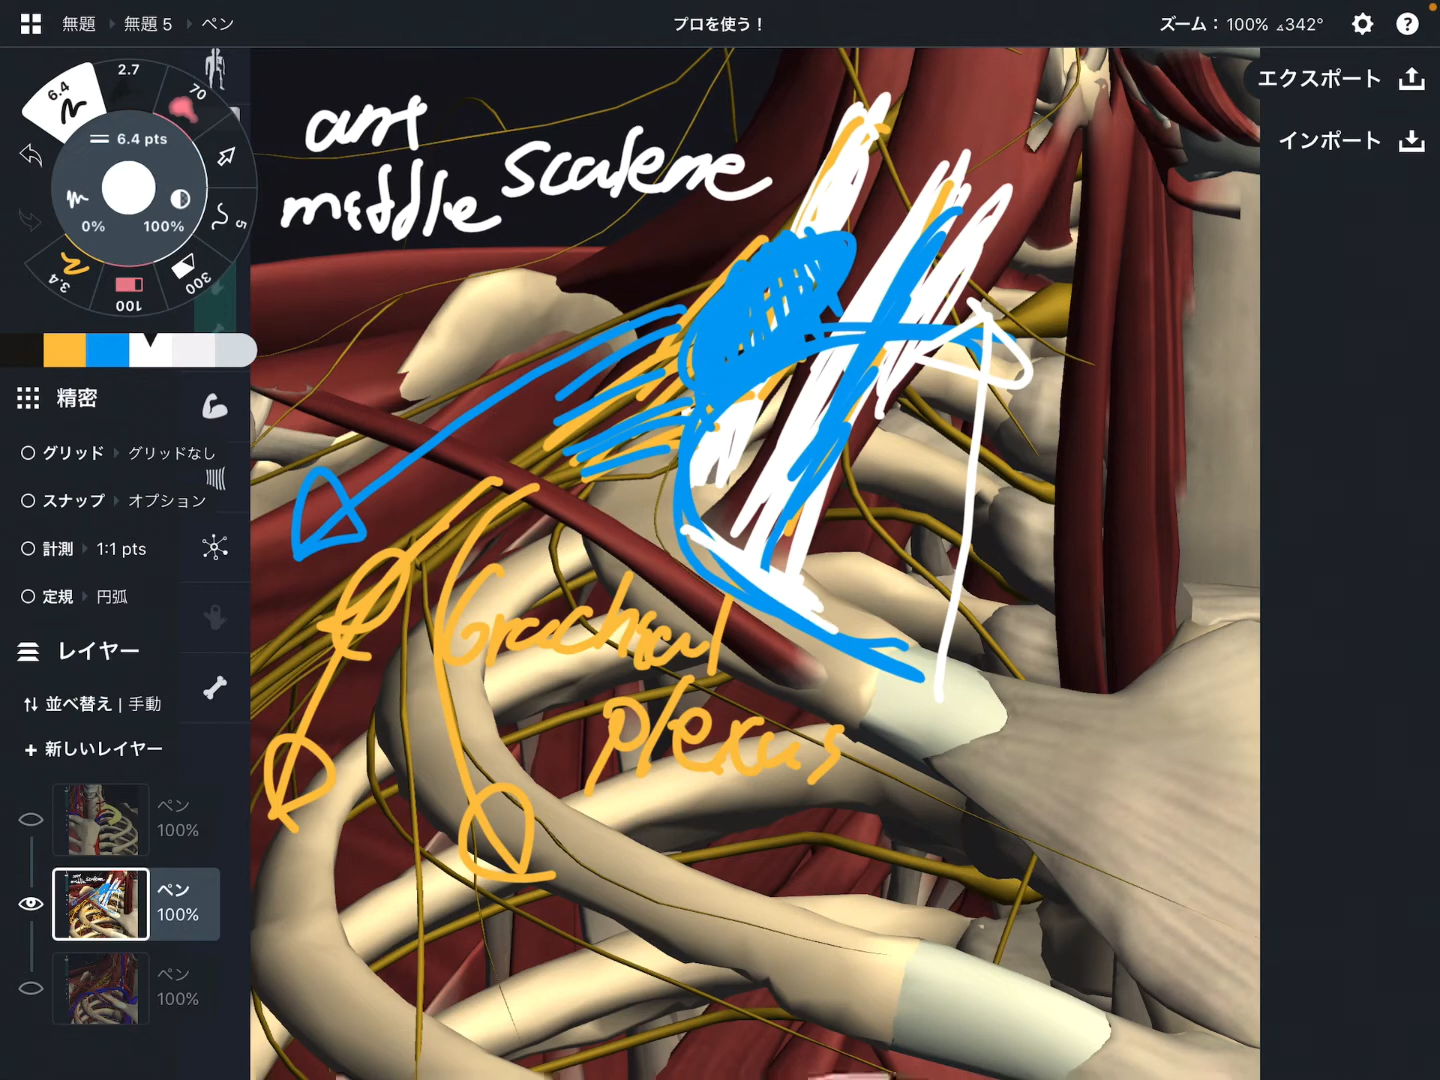 無題 無題 5 ペン
プロを使う！
ズーム： 100% ⦟342°
エクスポート
インポート
6.4
2.7
70
6.4 pts
0% 100%
5
3.4
100
300
精密
グリッド グリッドなし
スナップ オプション
計測 1:1 pts
定規 円弧
レイヤー
並べ替え | 手動
+ 新しいレイヤー
ペン
100%
ペン
100%
ペン
100%
ant
middle scalene
Brachial
plexus